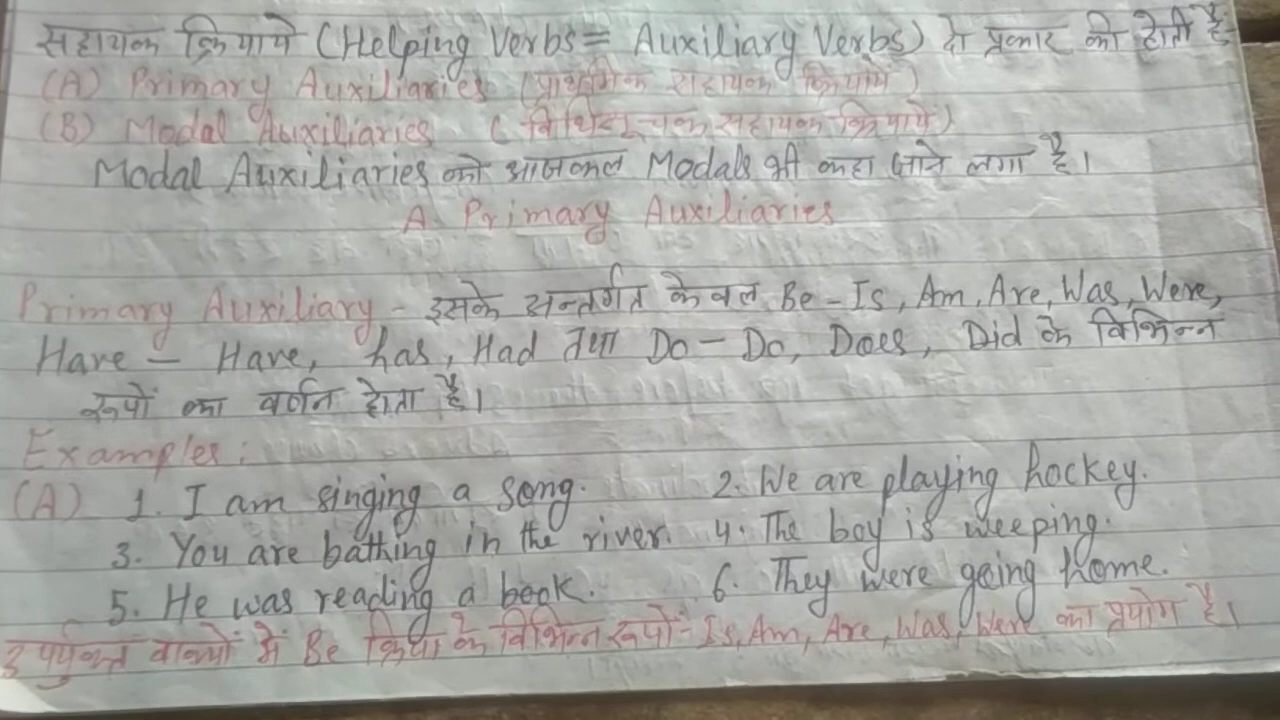 सहायक क्रियाये (Helping Verbs= Auxiliary Verbs) दो प्रकार की होती है
(A) Primary Auxiliaries (प्राथमिक सहायक क्रियाये)
(B) Modal Auxiliaries (विधिसूचक सहायक क्रियाये)
Modal Auxiliaries को आजकल Modals भी कहा जाने लगा है।
A. Primary Auxiliaries
Primary Auxiliary - इसके अन्तर्गत केवल Be - Is, Am, Are, Was, Were,
Have - Have, has, Had तथा Do - Do, Does, Did के विभिन्न
रूपों का वर्णन होता है।
Examples:
(A) 1. I am singing a song. 2. We are playing hockey.
3. You are bathing in the river. 4. The boy is weeping.
5. He was reading a book. 6. They were going home.
उपर्युक्त वाक्यों में Be क्रिया के विभिन्न रूपों - Is, Am, Are, Was, Were का प्रयोग है।